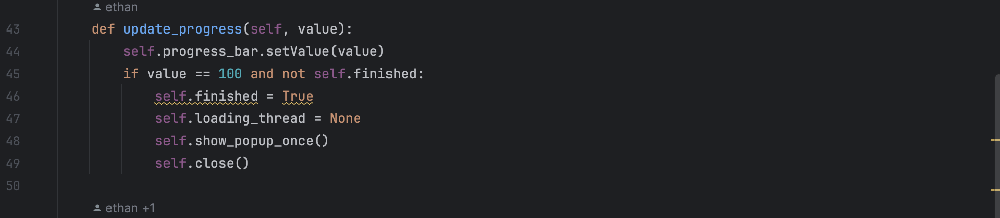 ethan
43 def update_progress(self, value):
44 self.progress_bar.setValue(value)
45 if value == 100 and not self.finished:
46 self.finished = True
47 self.loading_thread = None
48 self.show_popup_once()
49 self.close()
50
ethan +1